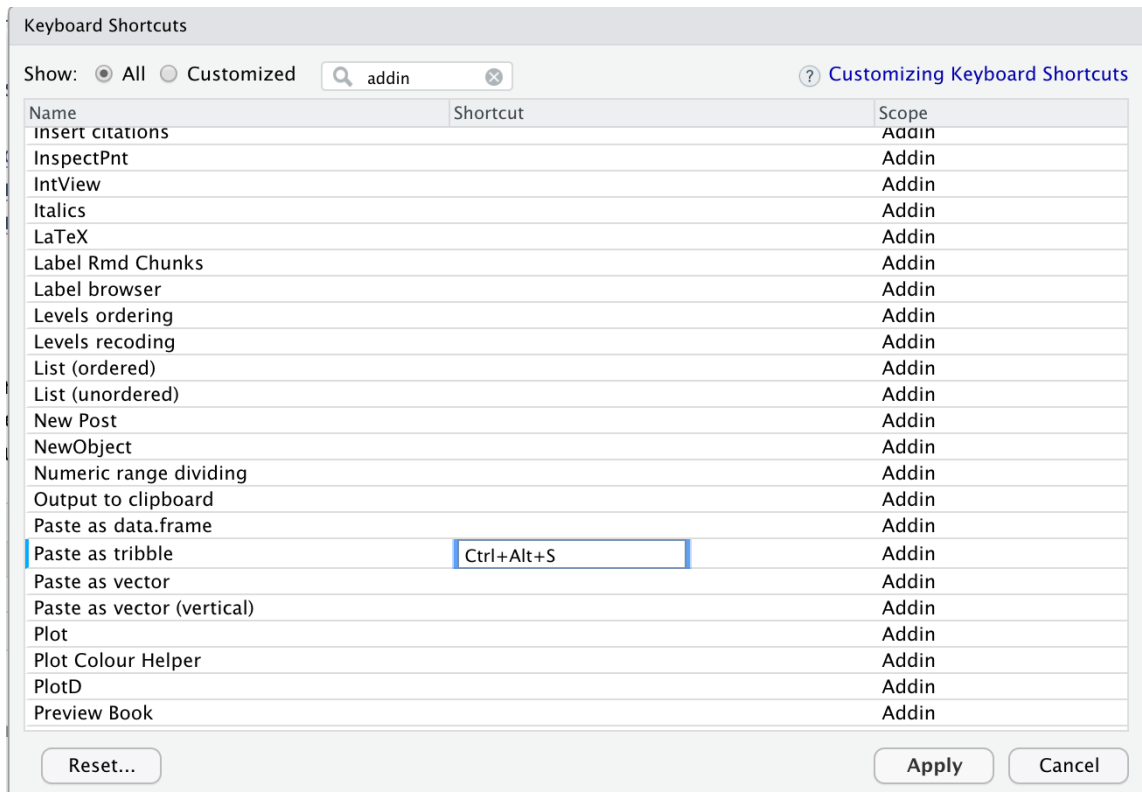 Keyboard Shortcuts
Show: All Customized addin ? Customizing Keyboard Shortcuts
Name Shortcut Scope
Insert citations Addin
InspectPnt Addin
IntView Addin
Italics Addin
LaTeX Addin
Label Rmd Chunks Addin
Label browser Addin
Levels ordering Addin
Levels recoding Addin
List (ordered) Addin
List (unordered) Addin
New Post Addin
NewObject Addin
Numeric range dividing Addin
Output to clipboard Addin
Paste as data.frame Addin
Paste as tribble Ctrl+Alt+S Addin
Paste as vector Addin
Paste as vector (vertical) Addin
Plot Addin
Plot Colour Helper Addin
PlotD Addin
Preview Book Addin
Reset... Apply Cancel